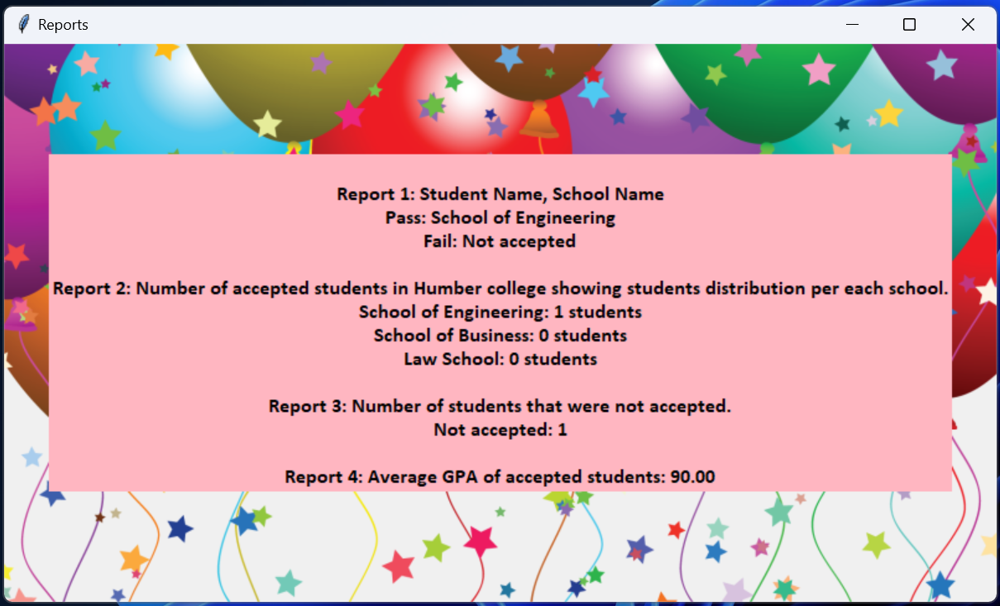 Reports
Report 1: Student Name, School Name
Pass: School of Engineering
Fail: Not accepted
Report 2: Number of accepted students in Humber college showing students distribution per each school.
School of Engineering: 1 students
School of Business: 0 students
Law School: 0 students
Report 3: Number of students that were not accepted.
Not accepted: 1
Report 4: Average GPA of accepted students: 90.00